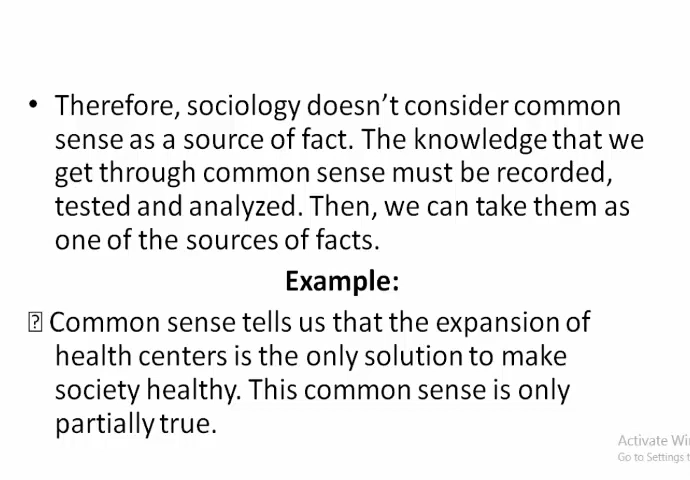 • Therefore, sociology doesn’t consider common
sense as a source of fact. The knowledge that we
get through common sense must be recorded,
tested and analyzed. Then, we can take them as
one of the sources of facts.
Example:
Common sense tells us that the expansion of
health centers is the only solution to make
society healthy. This common sense is only
partially true.
Activate Wi
Go to Settings t